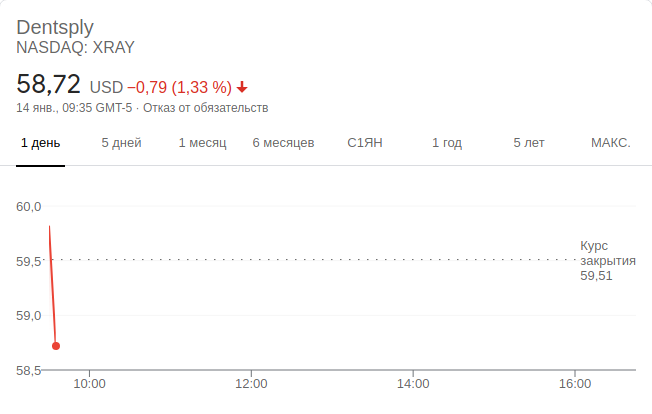 Dentsply
NASDAQ: XRAY
58,72 USD −0,79 (1,33 %)
14 янв., 09:35 GMT-5 · Отказ от обязательств
1 день 5 дней 1 месяц 6 месяцев С1ЯН 1 год 5 лет МАКС.
60,0
59,5
59,0
58,5
Курс
закрытия
59,51
10:00 12:00 14:00 16:00